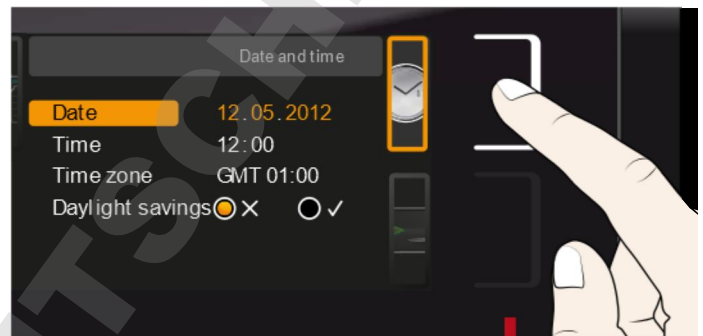 Date and time
Date 12.05.2012
Time 12:00
Time zone GMT 01:00
Daylight savings